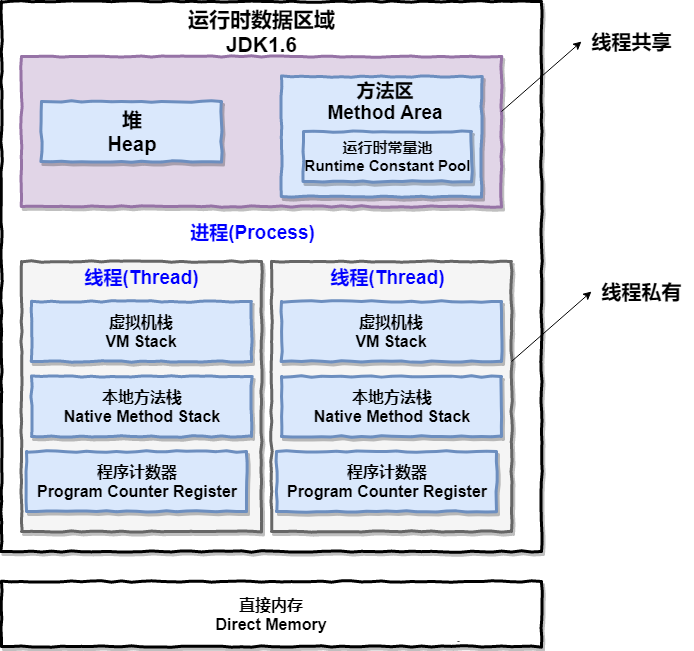 运行时数据区域
JDK1.6
线程共享
堆
Heap
方法区
Method Area
运行时常量池
Runtime Constant Pool
进程(Process)
线程(Thread)
虚拟机栈
VM Stack
本地方法栈
Native Method Stack
程序计数器
Program Counter Register
线程(Thread)
虚拟机栈
VM Stack
本地方法栈
Native Method Stack
程序计数器
Program Counter Register
线程私有
直接内存
Direct Memory